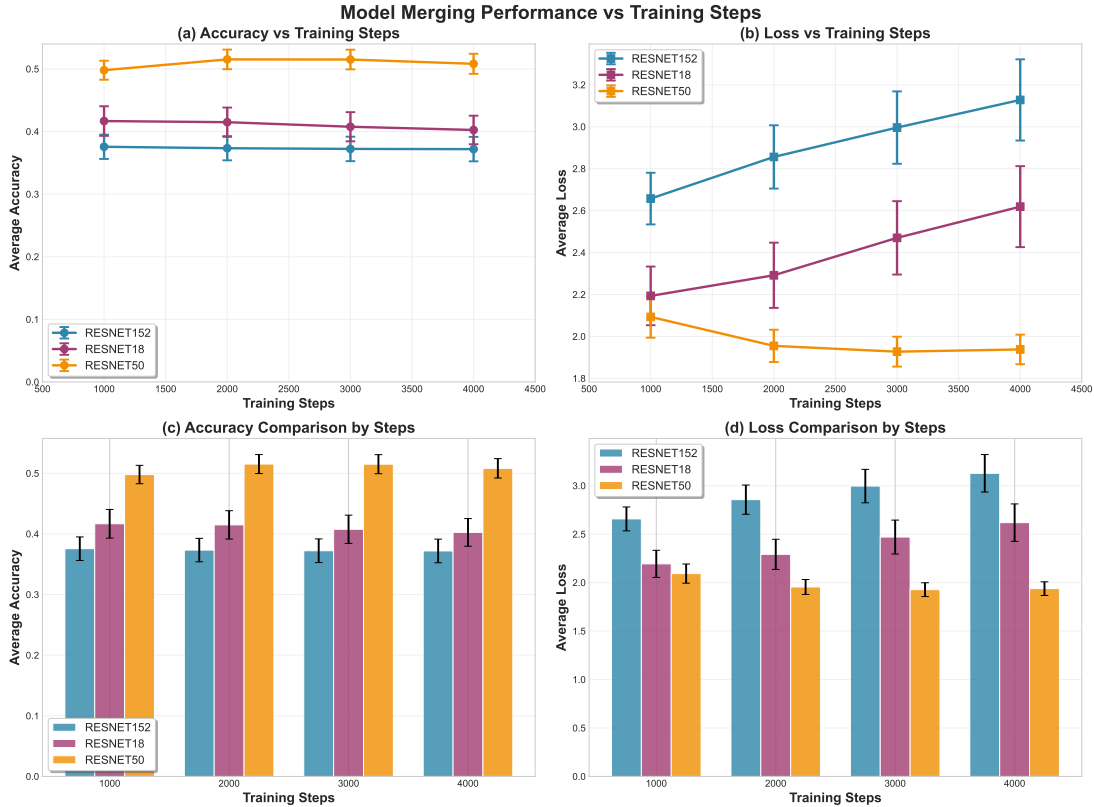 Model Merging Performance vs Training Steps
(a) Accuracy vs Training Steps
Average Accuracy
0.5
0.4
0.3
0.2
0.1
0.0
RESNET152
RESNET18
RESNET50
500 1000 1500 2000 2500 3000 3500 4000 4500
Training Steps
(b) Loss vs Training Steps
Average Loss
3.2
3.0
2.8
2.6
2.4
2.2
2.0
1.8
RESNET152
RESNET18
RESNET50
500 1000 1500 2000 2500 3000 3500 4000 4500
Training Steps
(c) Accuracy Comparison by Steps
Average Accuracy
0.5
0.4
0.3
0.2
0.1
0.0
RESNET152
RESNET18
RESNET50
1000 2000 3000 4000
Training Steps
(d) Loss Comparison by Steps
Average Loss
3.0
2.5
2.0
1.5
1.0
0.5
0.0
RESNET152
RESNET18
RESNET50
1000 2000 3000 4000
Training Steps